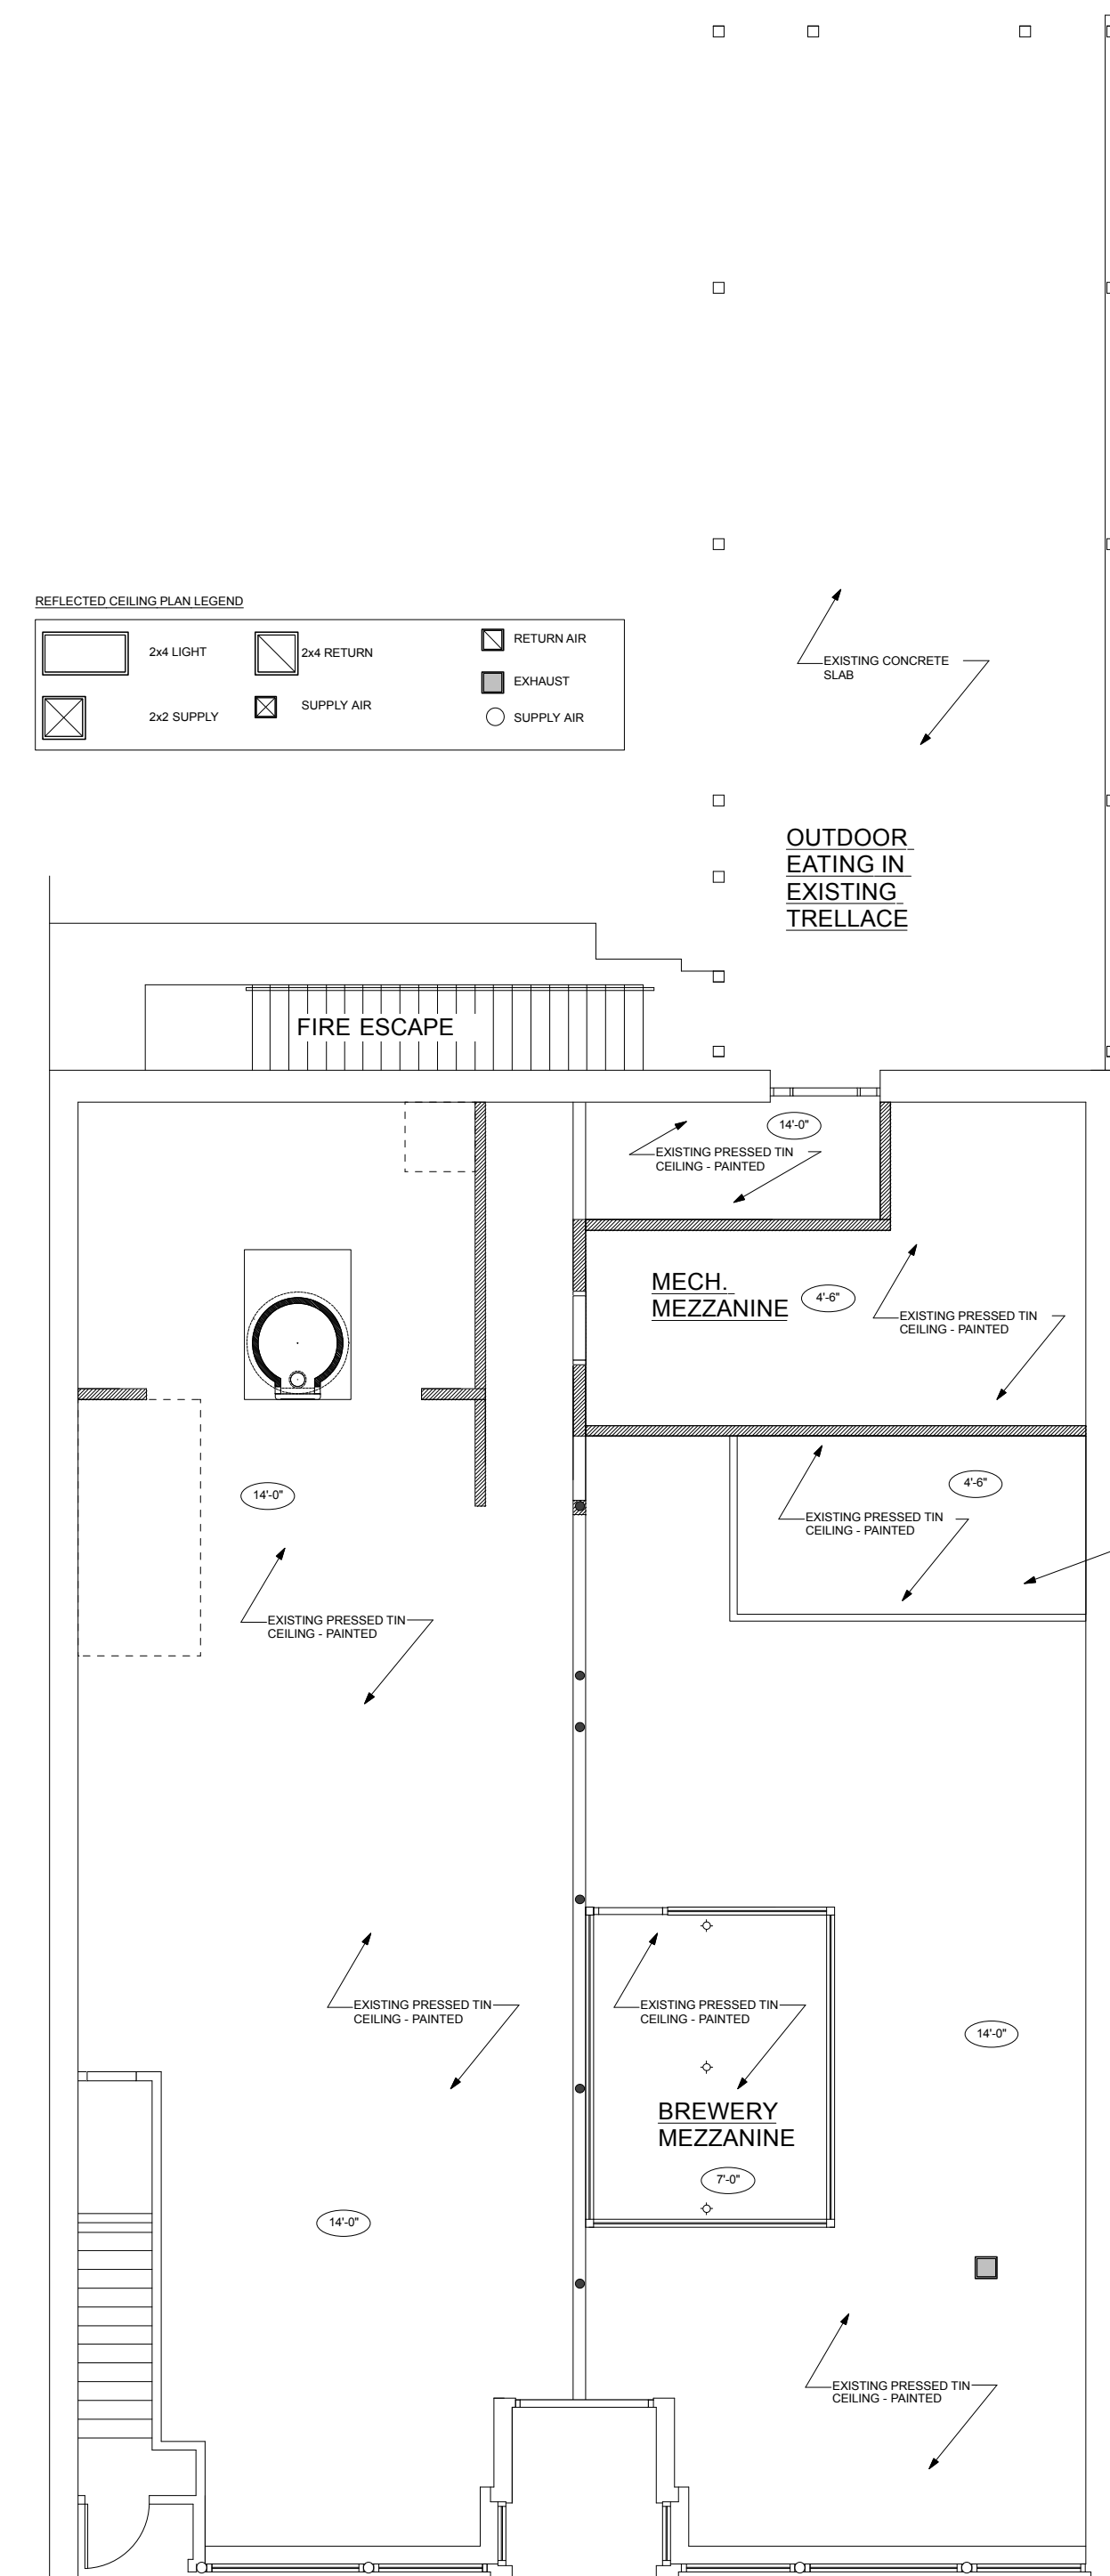 REFLECTED CEILING PLAN LEGEND
2x4 LIGHT
2x4 RETURN
RETURN AIR
EXHAUST
2x2 SUPPLY
SUPPLY AIR
SUPPLY AIR
EXISTING CONCRETE
SLAB
OUTDOOR
EATING IN
EXISTING
TRELLACE
FIRE ESCAPE
14'-0"
EXISTING PRESSED TIN
CEILING - PAINTED
MECH.
MEZZANINE
4'-6"
EXISTING PRESSED TIN
CEILING - PAINTED
14'-0"
4'-6"
EXISTING PRESSED TIN
CEILING - PAINTED
EXISTING PRESSED TIN
CEILING - PAINTED
EXISTING PRESSED TIN
CEILING - PAINTED
EXISTING PRESSED TIN
CEILING - PAINTED
14'-0"
BREWERY
MEZZANINE
7'-0"
14'-0"
EXISTING PRESSED TIN
CEILING - PAINTED